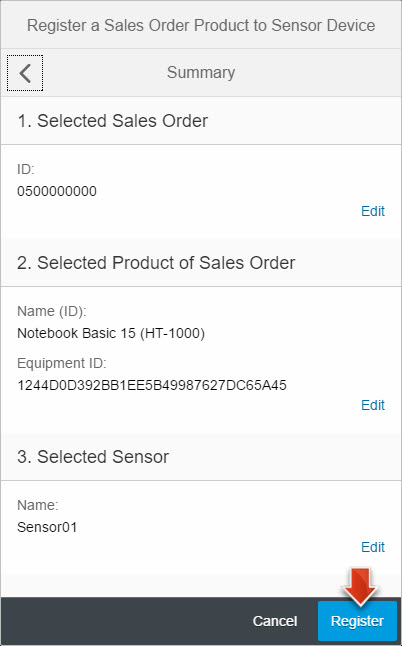 Register a Sales Order Product to Sensor Device
Summary
1. Selected Sales Order
ID:
0500000000
Edit
2. Selected Product of Sales Order
Name (ID):
Notebook Basic 15 (HT-1000)
Equipment ID:
1244D0D392BB1EE5B49987627DC65A45
Edit
3. Selected Sensor
Name:
Sensor01
Edit
Cancel
Register